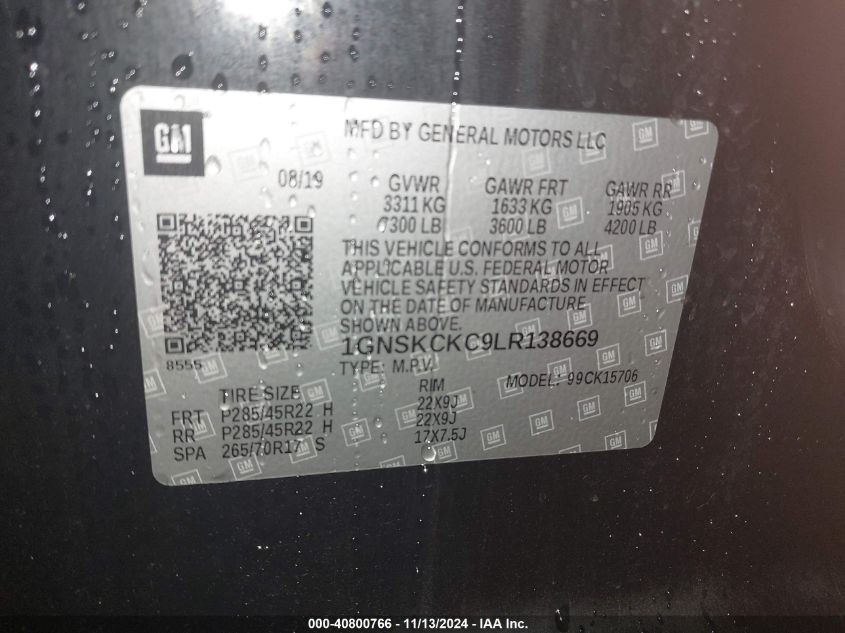 GM
MFD BY GENERAL MOTORS LLC
08/19
GVWR GAWR FRT GAWR RR
3311 KG 1633 KG 1905 KG
7300 LB 3600 LB 4200 LB
THIS VEHICLE CONFORMS TO ALL
APPLICABLE U.S. FEDERAL MOTOR
VEHICLE SAFETY STANDARDS IN EFFECT
ON THE DATE OF MANUFACTURE
SHOWN ABOVE.
1GNSKCKC9LR138669
8555
TYPE: M.P.V. MODEL: 99CK15706
TIRE SIZE RIM
FRT P285/45R22 H 22X9J
RR P285/45R22 H 22X9J
SPA 265/70R17 S 17X7.5J
000-40800766 - 11/13/2024 - IAA Inc.